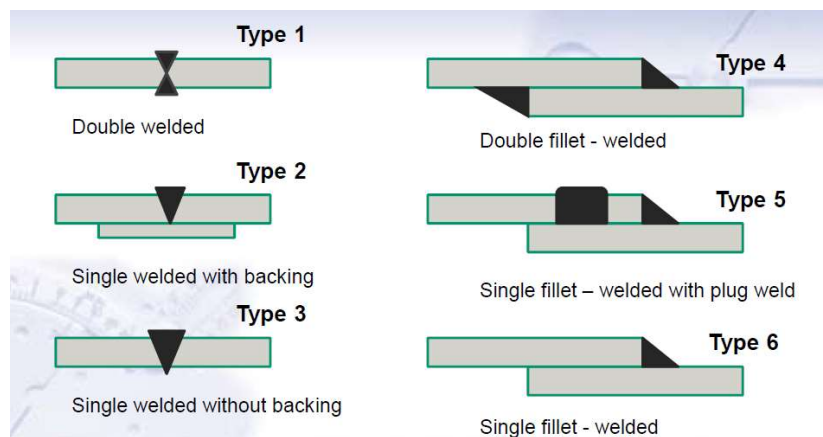 Type 1
Double welded
Type 2
Single welded with backing
Type 3
Single welded without backing
Type 4
Double fillet - welded
Type 5
Single fillet – welded with plug weld
Type 6
Single fillet - welded